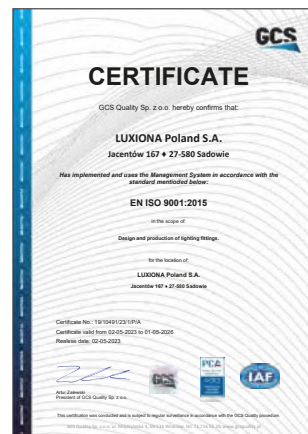 GCS
CERTIFICATE
GCS Quality Sp. z o.o. hereby confirms that:
LUXIONA Poland S.A.
Jacentów 167 ♦ 27-580 Sadowie
Has implemented and uses the Management System in accordance with the
standard mentioded below:
EN ISO 9001:2015
in the scope of:
Design and production of lighting fittings.
for the location of:
LUXIONA Poland S.A.
Jacentów 167 ♦ 27-580 Sadowie
Certificate No.: 19/10491/23/1/P/A
Certificate valid from 02-05-2023 to 01-05-2026
Realese date: 02-05-2023
Artur Zalewski
President of GCS Quality Sp. z o.o.
GCS
PCA
IAF
This certification was conducted and is subject to regular surveillance in accordance with the GCS Quality procedure.